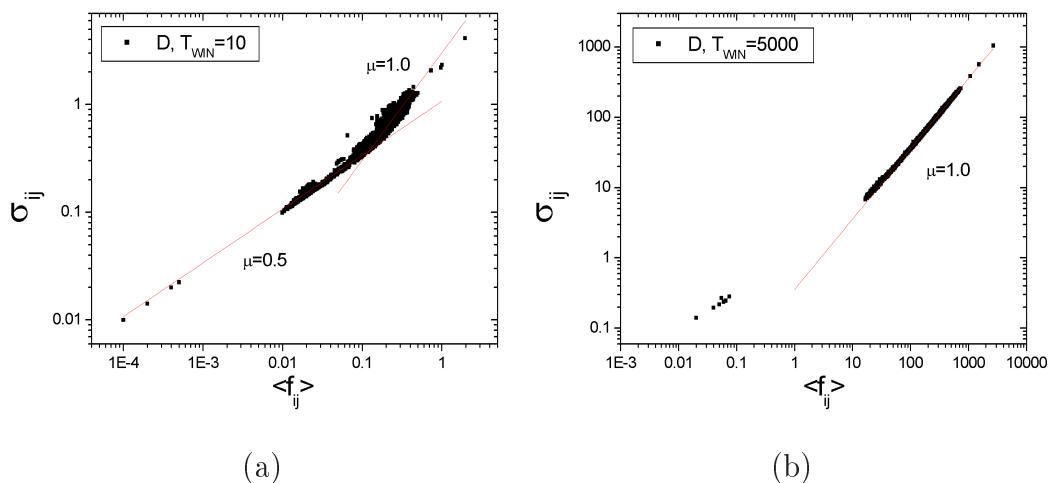 D, T_WIN=10
μ=1.0
μ=0.5
1
0.1
0.01
σ_ij
1E-4
1E-3
0.01
0.1
1
<f_ij>
(a)
D, T_WIN=5000
μ=1.0
1000
100
10
1
0.1
σ_ij
1E-3
0.01
0.1
1
10
100
1000
10000
<f_ij>
(b)